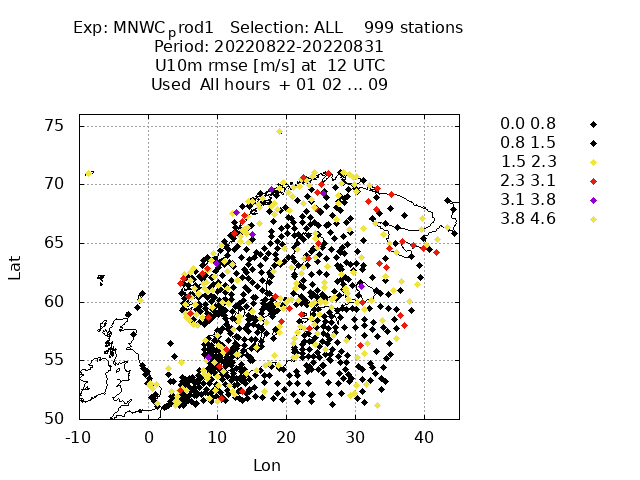 Exp: MNWCprod1   Selection: ALL    999 stations
Period: 20220822-20220831
U10m rmse [m/s] at  12 UTC
Used  All hours  + 01 02 ... 09
0.0 0.8
0.8 1.5
1.5 2.3
2.3 3.1
3.1 3.8
3.8 4.6
75
70
65
60
55
50
Lat
-10 0 10 20 30 40
Lon